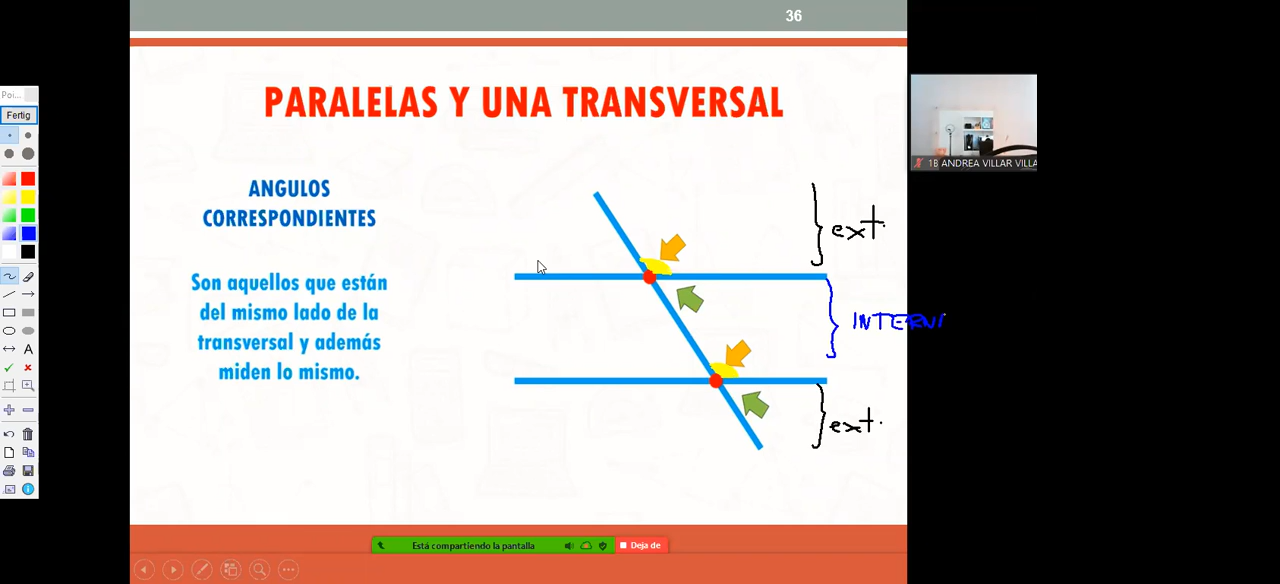 36
Poi...
Fertig
PARALELAS Y UNA TRANSVERSAL
ANGULOS
CORRESPONDIENTES
Son aquellos que están
del mismo lado de la
transversal y además
miden lo mismo.
ext.
INTERNI
ext.
1B ANDREA VILLAR VILLA
A
Está compartiendo la pantalla
Deja de